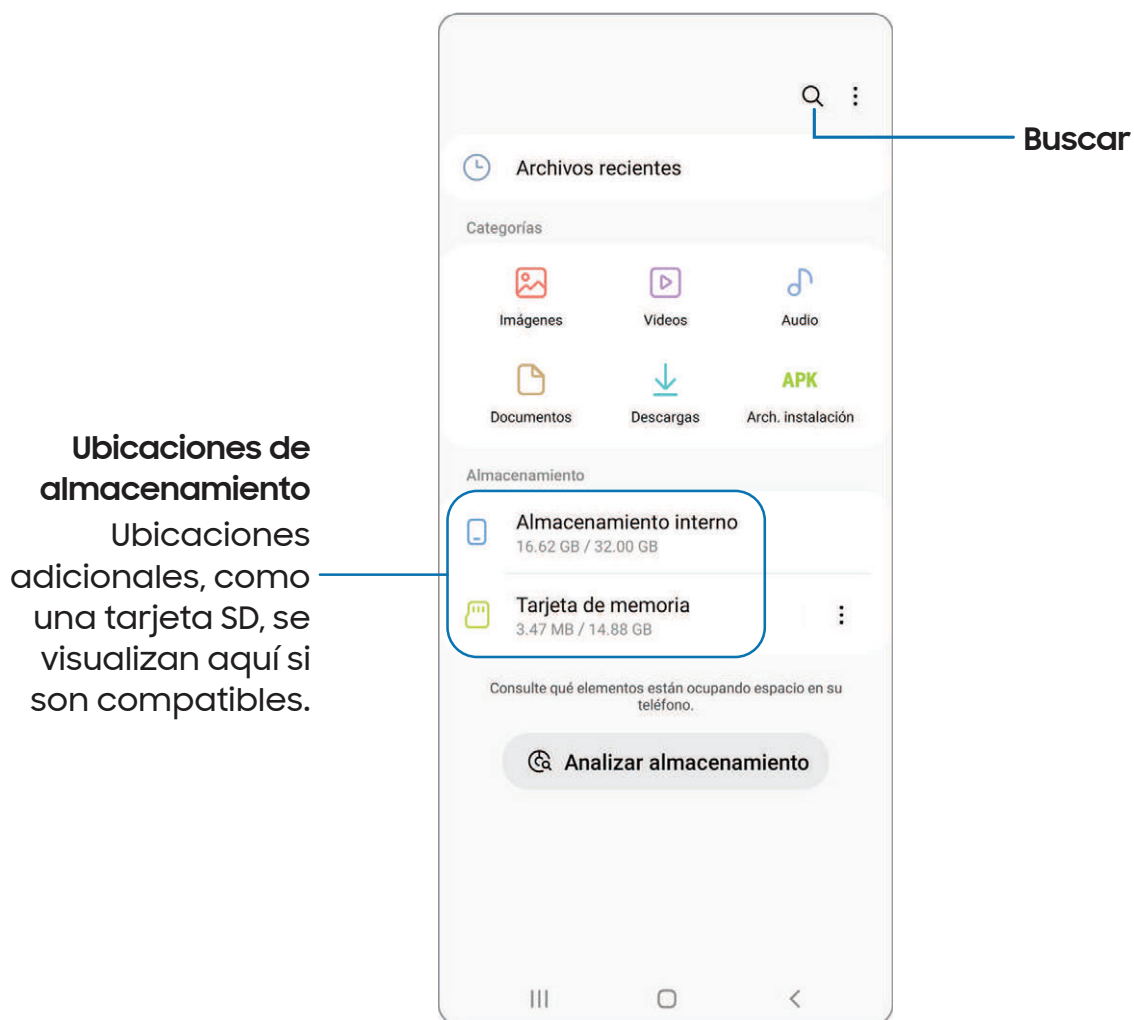 Buscar
Archivos recientes
Categorías
Imágenes
Videos
Audio
APK
Documentos
Descargas
Arch. instalación
Ubicaciones de
almacenamiento
Ubicaciones
adicionales, como
una tarjeta SD, se
visualizan aquí si
son compatibles.
Almacenamiento
Almacenamiento interno
16.62 GB / 32.00 GB
Tarjeta de memoria
3.47 MB / 14.88 GB
Consulte qué elementos están ocupando espacio en su
teléfono.
Analizar almacenamiento